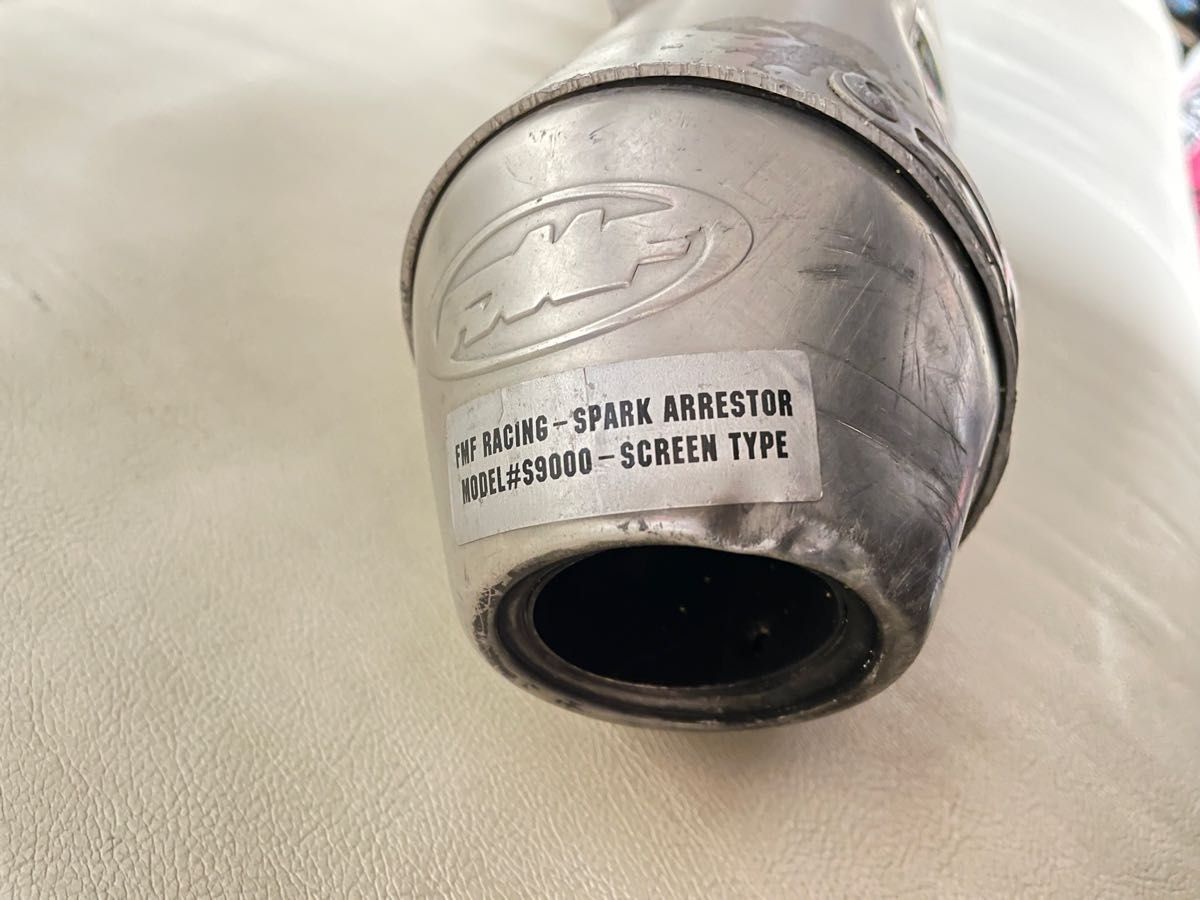 FMF
FMF RACING-SPARK ARRESTOR
MODEL#S9000-SCREEN TYPE